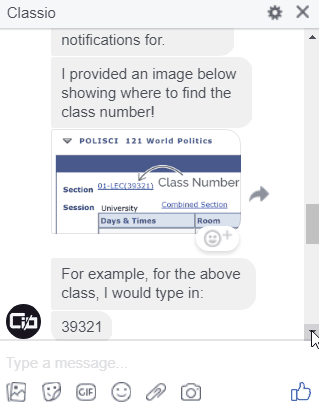 Classio
notifications for.
I provided an image below
showing where to find the
class number!
POLISCI 121 World Politics
Section 01-LEC(39321) Class Number
Session University Combined Section
Days & Times Room
For example, for the above
class, I would type in:
39321
Type a message...
GIF